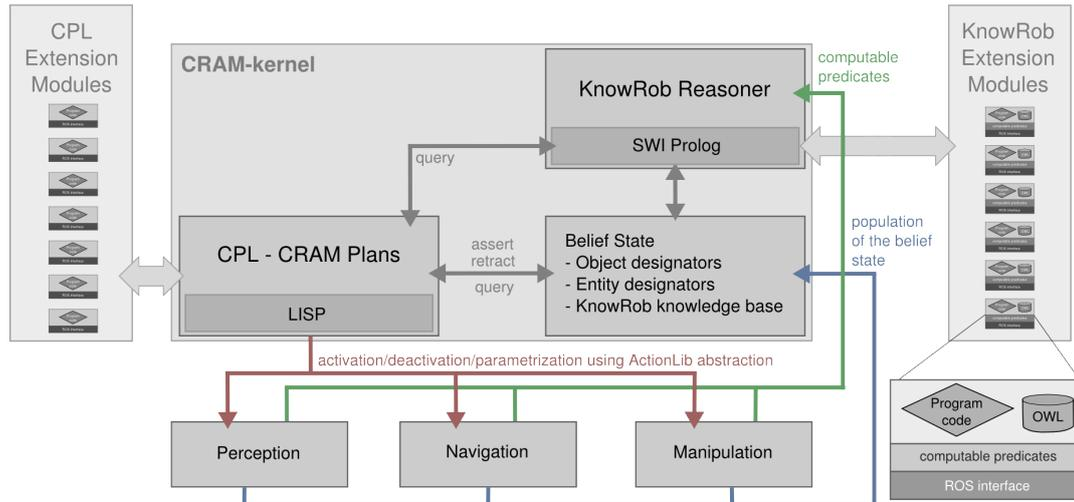 CPL
Extension
Modules
CRAM-kernel
KnowRob Reasoner
SWI Prolog
computable
predicates
KnowRob
Extension
Modules
query
CPL - CRAM Plans
LISP
assert
retract
query
Belief State
- Object designators
- Entity designators
- KnowRob knowledge base
population
of the belief
state
activation/deactivation/parametrization using ActionLib abstraction
Perception
Navigation
Manipulation
Program
code
OWL
computable predicates
ROS interface